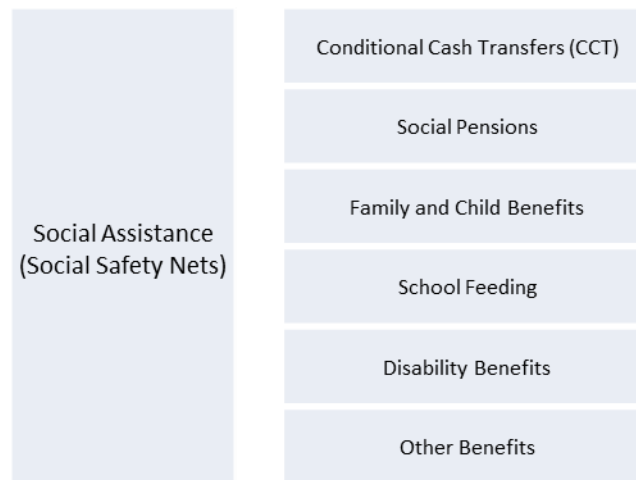 Social Assistance
(Social Safety Nets)
Conditional Cash Transfers (CCT)
Social Pensions
Family and Child Benefits
School Feeding
Disability Benefits
Other Benefits